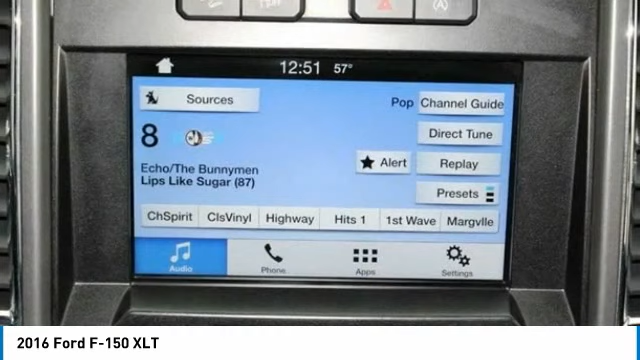 12:51 57°
Sources
Pop Channel Guide
8
Direct Tune
Echo/The Bunnymen
Lips Like Sugar (87)
Alert
Replay
Presets
ChSpirit ClsVinyl Highway Hits 1 1st Wave Margvlle
Audio Phone Apps Settings
2016 Ford F-150 XLT